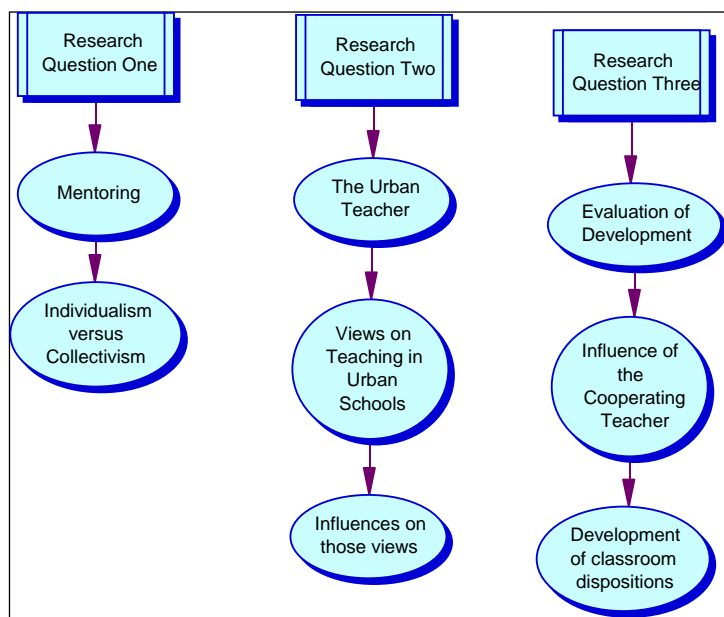 Research
Question One
Mentoring
Individualism
versus
Collectivism
Research
Question Two
The Urban
Teacher
Views on
Teaching in
Urban
Schools
Influences on
those views
Research
Question Three
Evaluation of
Development
Influence of
the
Cooperating
Teacher
Development
of classroom
dispositions